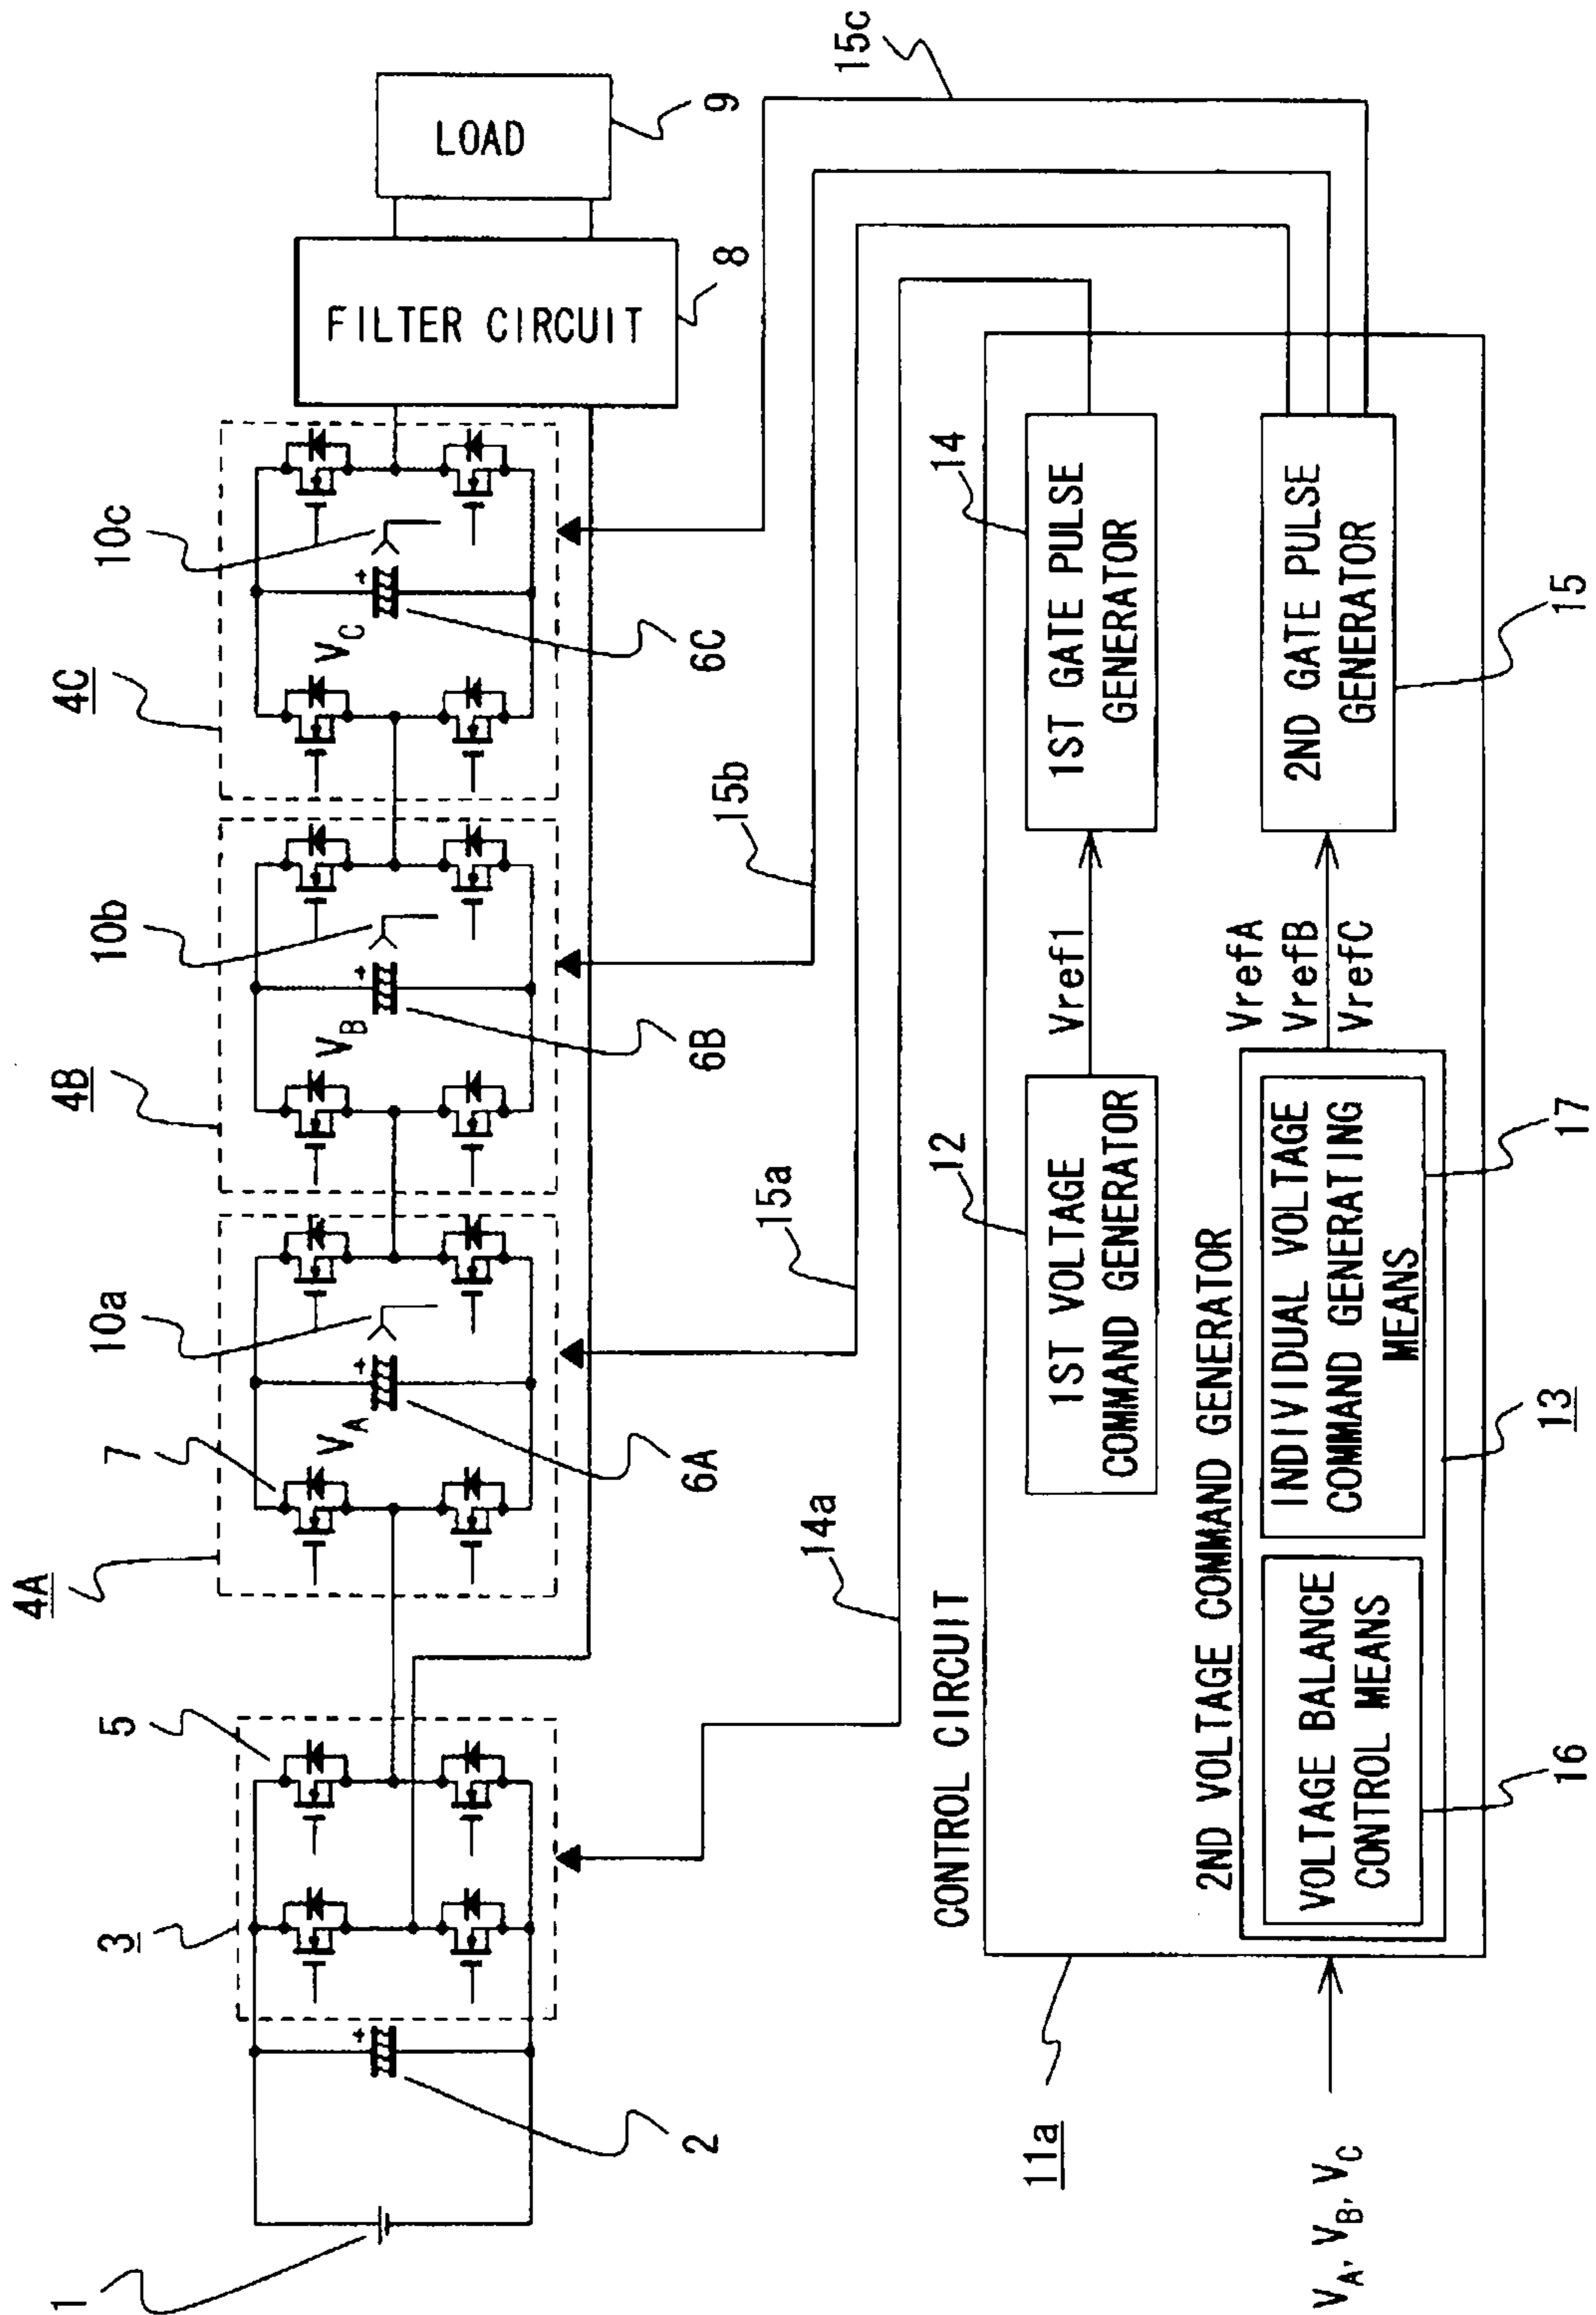 1
2
3
5
4A
7
V_A
6A
10a
4B
V_B
6B
10b
4C
V_C
6C
10c
FILTER CIRCUIT
8
LOAD
9
14a
15a
15b
15c
CONTROL CIRCUIT
11a
12
1ST VOLTAGE
COMMAND GENERATOR
Vref1
14
1ST GATE PULSE
GENERATOR
2ND VOLTAGE COMMAND GENERATOR
V_A, V_B, V_C
VOLTAGE BALANCE
CONTROL MEANS
16
INDIVIDUAL VOLTAGE
COMMAND GENERATING
MEANS
13
17
VrefA
VrefB
VrefC
2ND GATE PULSE
GENERATOR
15